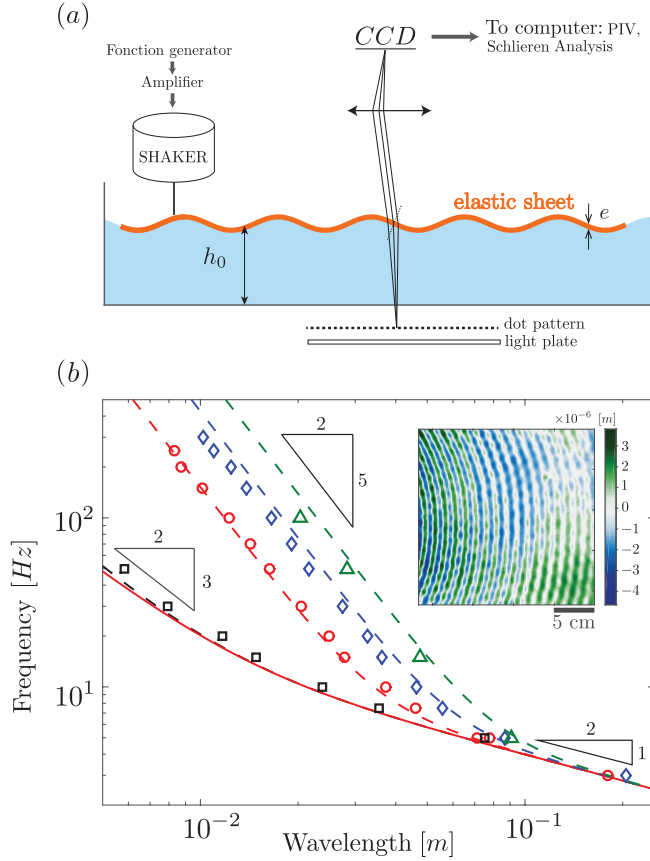 (a)
CCD
To computer: PIV,
Schlieren Analysis
Fonction generator
Amplifier
SHAKER
elastic sheet
e
h0
dot pattern
light plate
(b)
2
5
×10−6 [m]
3
2
1
0
−1
−2
−3
−4
5 cm
2
3
2
1
10^2
10^1
Frequency [Hz]
10−2
10−1
Wavelength [m]